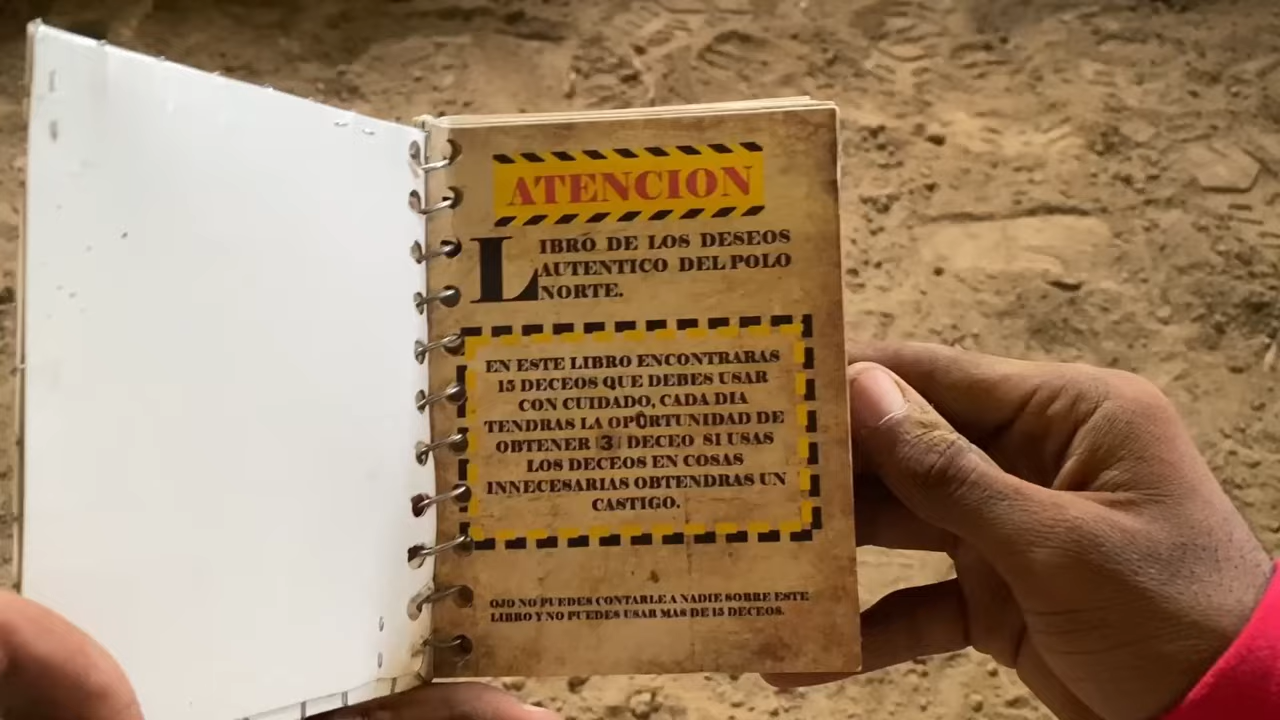 ATENCION
LIBRO DE LOS DESEOS
AUTENTICO DEL POLO
NORTE.
EN ESTE LIBRO ENCONTRARAS
15 DECEOS QUE DEBES USAR
CON CUIDADO, CADA DIA
TENDRAS LA OPORTUNIDAD DE
OBTENER 3 DECEO SI USAS
LOS DECEOS EN COSAS
INNECESARIAS OBTENDRAS UN
CASTIGO.
OJO NO PUEDES CONTARLE A NADIE SOBRE ESTE
LIBRO Y NO PUEDES USAR MAS DE 15 DECEOS.